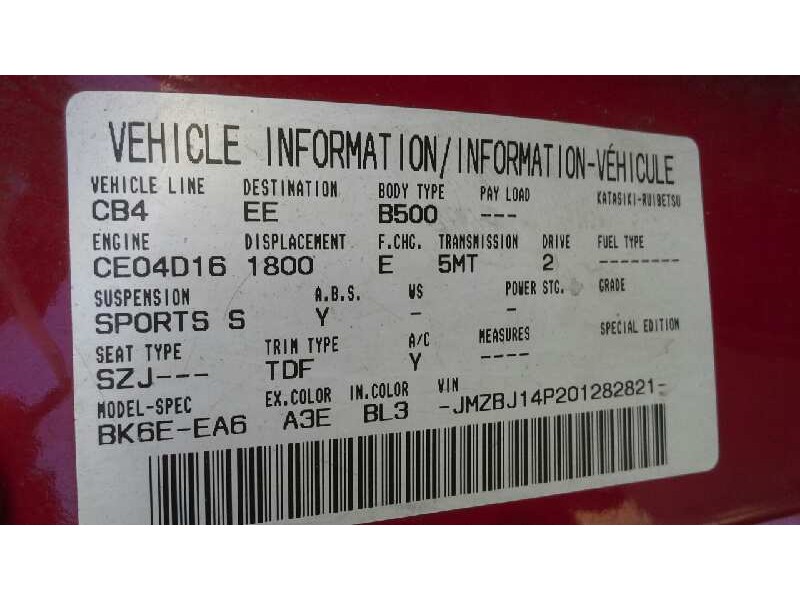 VEHICLE INFORMATION/INFORMATION-VÉHICULE
VEHICLE LINE DESTINATION BODY TYPE PAY LOAD KATASIKI-RUIBETSU
CB4 EE B500 ---
ENGINE DISPLACEMENT F.CHG. TRANSMISSION DRIVE FUEL TYPE
CE04D16 1800 E 5MT 2 -------
SUSPENSION A.B.S. WS POWER STG. GRADE
SPORTS S Y - -
SEAT TYPE TRIM TYPE A/C MEASURES SPECIAL EDITION
SZJ--- TDF Y ----
MODEL-SPEC EX.COLOR IN.COLOR VIN
BK6E-EA6 A3E BL3 -JMZBJ14P201282821-